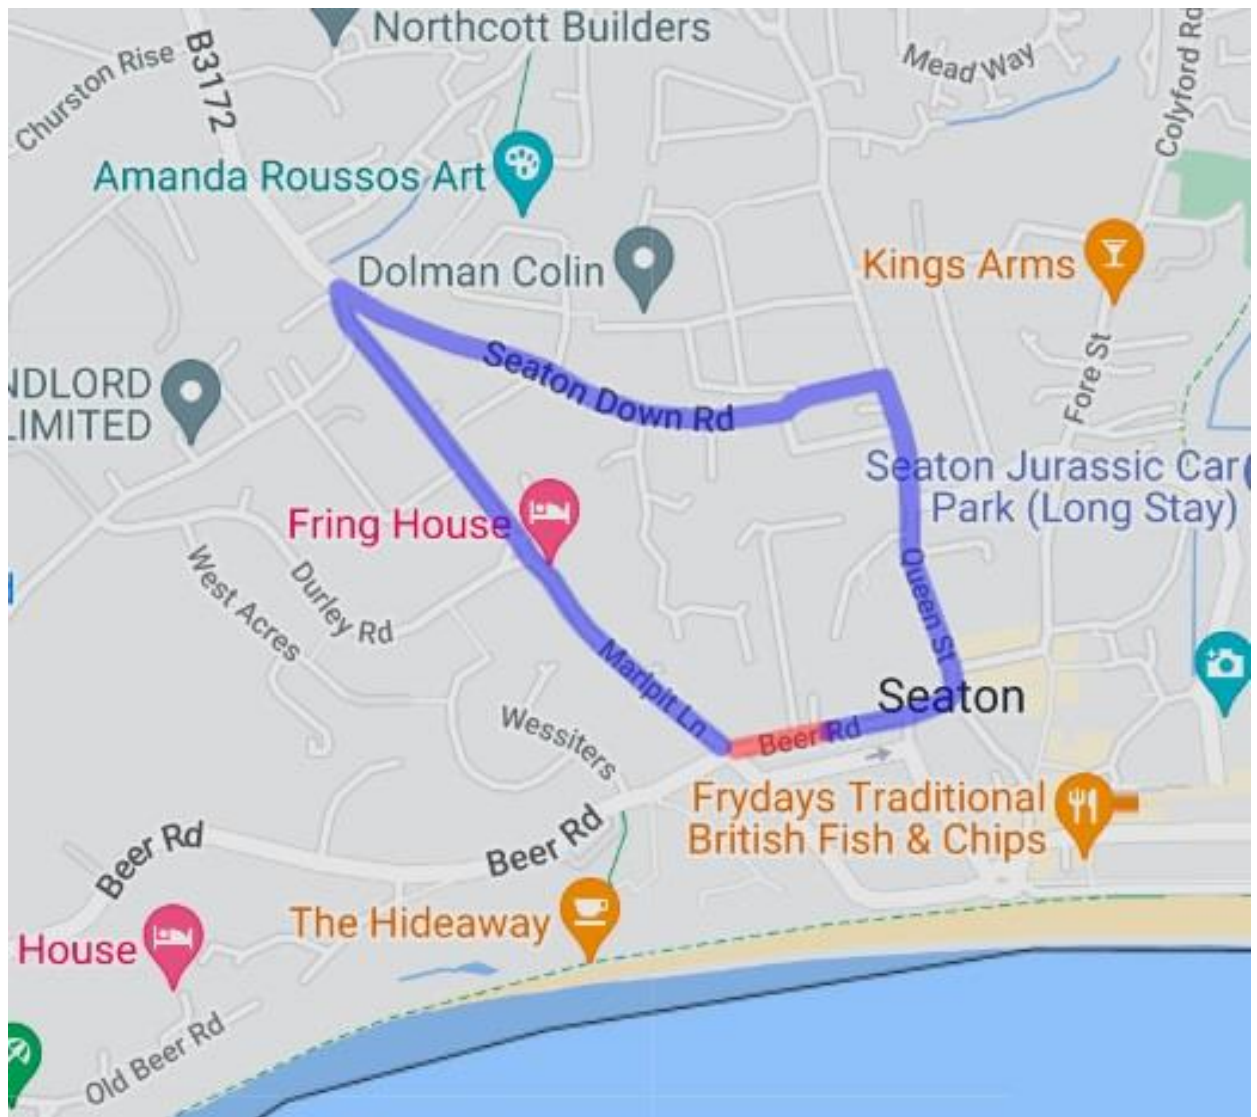 Northcott Builders
Churston Rise
B3172
Mead Way
Colyford Rd
Amanda Roussos Art
Dolman Colin
Kings Arms
NDLORD
LIMITED
Seaton Down Rd
Fore St
Seaton Jurassic Car
Park (Long Stay)
Fring House
West Acres
Durley Rd
Queen St
Marlpit Ln
Seaton
Wessiters
Beer Rd
Frydays Traditional
British Fish & Chips
Beer Rd
Beer Rd
The Hideaway
House
Old Beer Rd